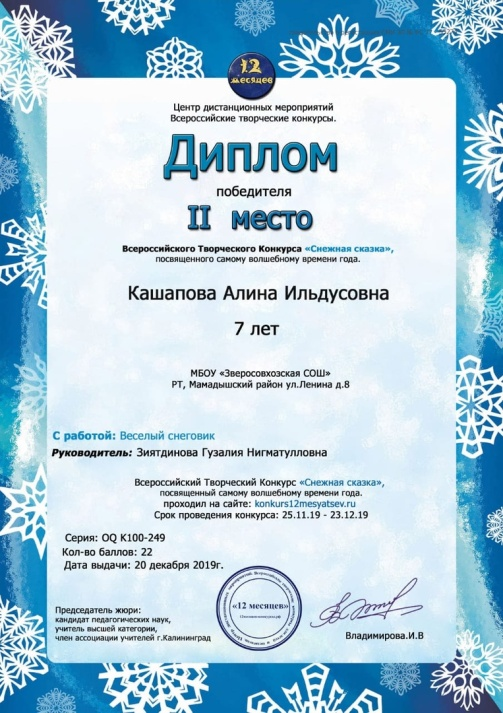 12
месяцев
Центр дистанционных мероприятий
Всероссийские творческие конкурсы.
Диплом
победителя
II место
Всероссийского Творческого Конкурса «Снежная сказка»,
посвященного самому волшебному времени года.
Кашапова Алина Ильдусовна
7 лет
МБОУ «Зверосовхозская СОШ»
РТ, Мамадышский район ул.Ленина д.8
С работой: Веселый снеговик
Руководитель: Зиятдинова Гузалия Нигматулловна
Всероссийский Творческий Конкурс «Снежная сказка»,
посвященный самому волшебному времени года.
проходил на сайте: konkurs12mesyatsev.ru
Срок проведения конкурса: 25.11.19 - 23.12.19
Серия: OQ K100-249
Кол-во баллов: 22
Дата выдачи: 20 декабря 2019г.
Председатель жюри:
кандидат педагогических наук,
учитель высшей категории,
член ассоциации учителей г.Калининград
«12 месяцев»
Владимирова.И.В